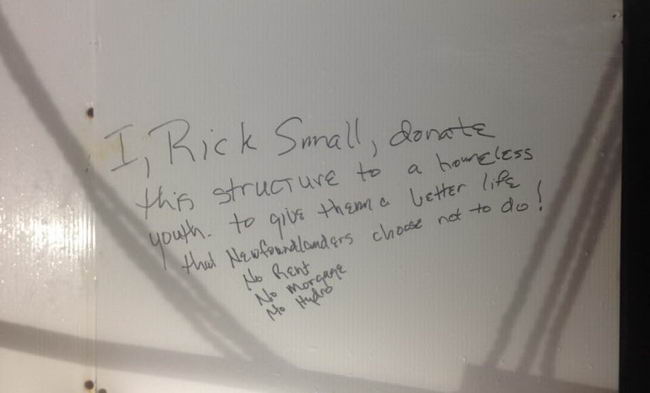 I, Rick Small, donate
this structure to a homeless
youth. to give them a better life
that Newfoundlanders choose not to do!
No Rent
No morgage
No Hydro